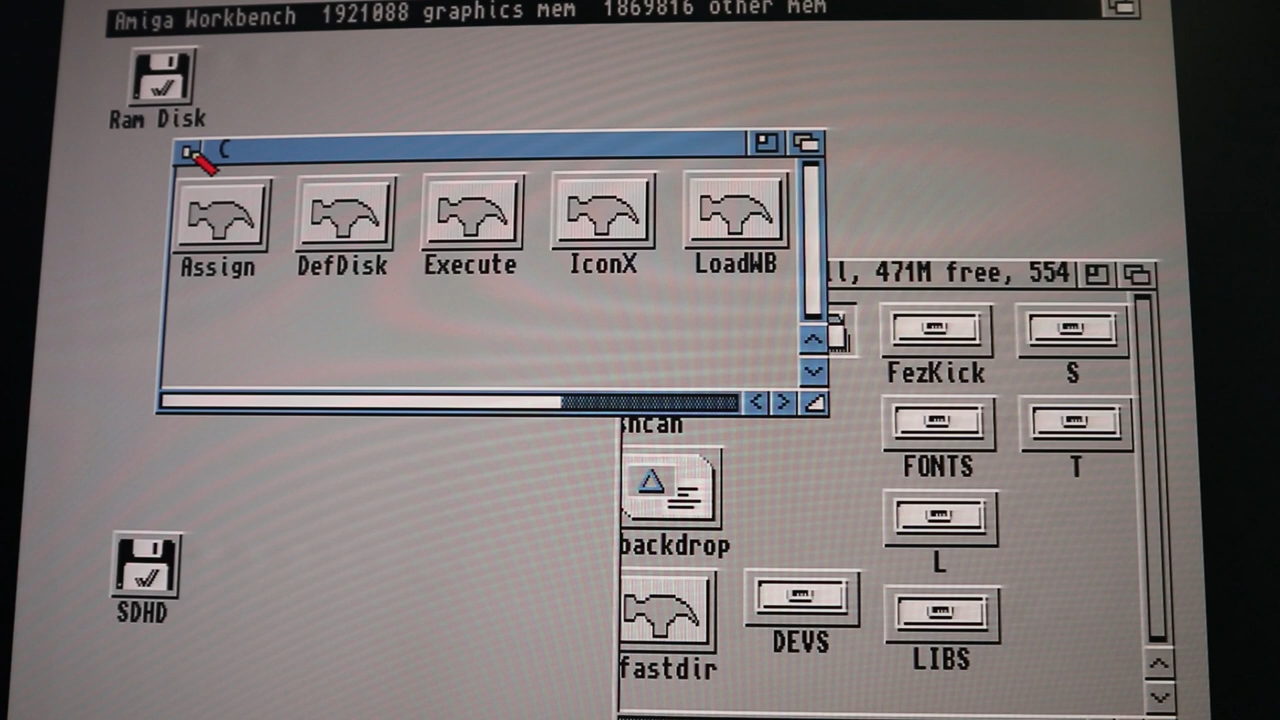 Amiga Workbench 1921088 graphics mem 1869816 other mem
Ram Disk
C
Assign DefDisk Execute IconX LoadWB
471M free, 554
FezKick S
FONTS T
backdrop
L
SDHD
DEVS
LIBS
fastdir